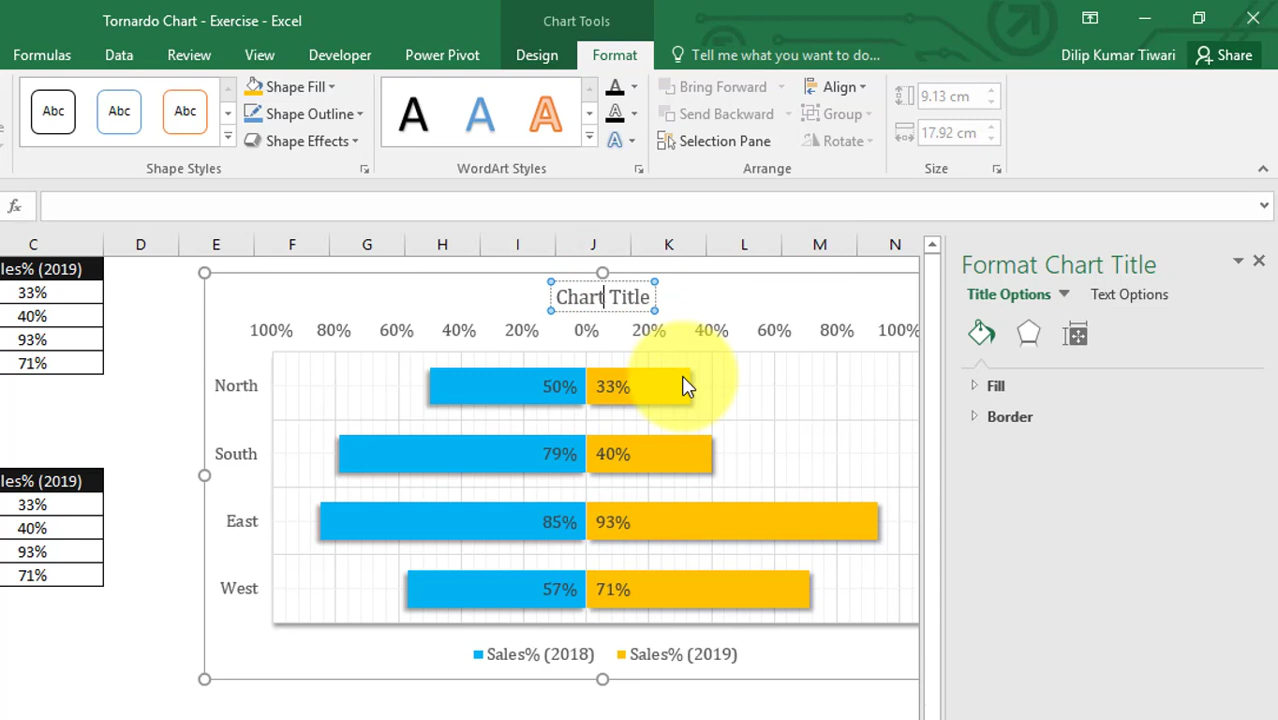 Tornardo Chart - Exercise - Excel
Chart Tools
Formulas Data Review View Developer Power Pivot Design Format Tell me what you want to do... Dilip Kumar Tiwari Share
Abc Abc Abc
Shape Fill
Shape Outline
Shape Effects
Shape Styles
A A A
WordArt Styles
Bring Forward
Send Backward
Selection Pane
Align
Group
Rotate
Arrange
9.13 cm
17.92 cm
Size
fx
C D E F G H I J K L M N
les% (2019)
33%
40%
93%
71%
les% (2019)
33%
40%
93%
71%
Chart Title
100% 80% 60% 40% 20% 0% 20% 40% 60% 80% 100%
North 50% 33%
South 79% 40%
East 85% 93%
West 57% 71%
Sales% (2018) Sales% (2019)
Format Chart Title
Title Options Text Options
Fill
Border